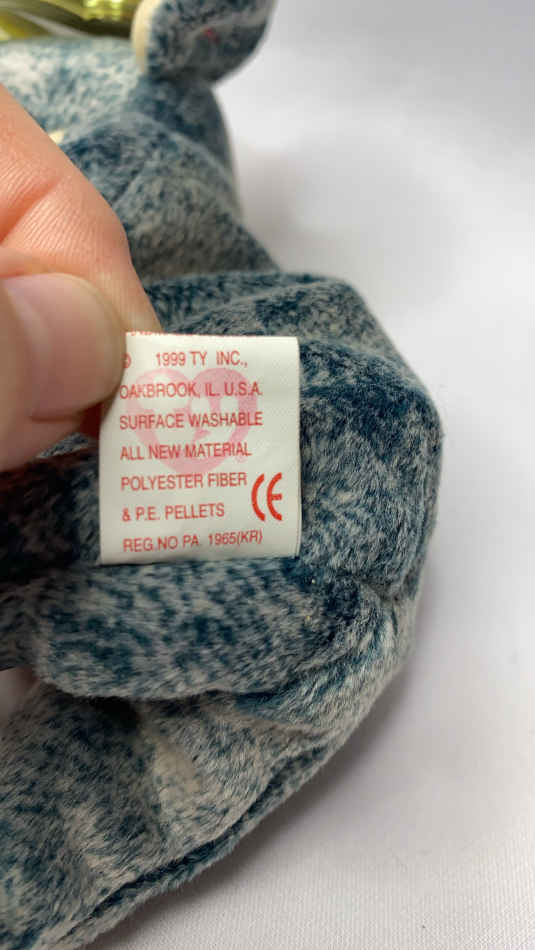 1999 TY INC.,
OAKBROOK, IL. U.S.A.
SURFACE WASHABLE
ALL NEW MATERIAL
POLYESTER FIBER
& P.E. PELLETS
CE
REG.NO PA. 1965(KR)